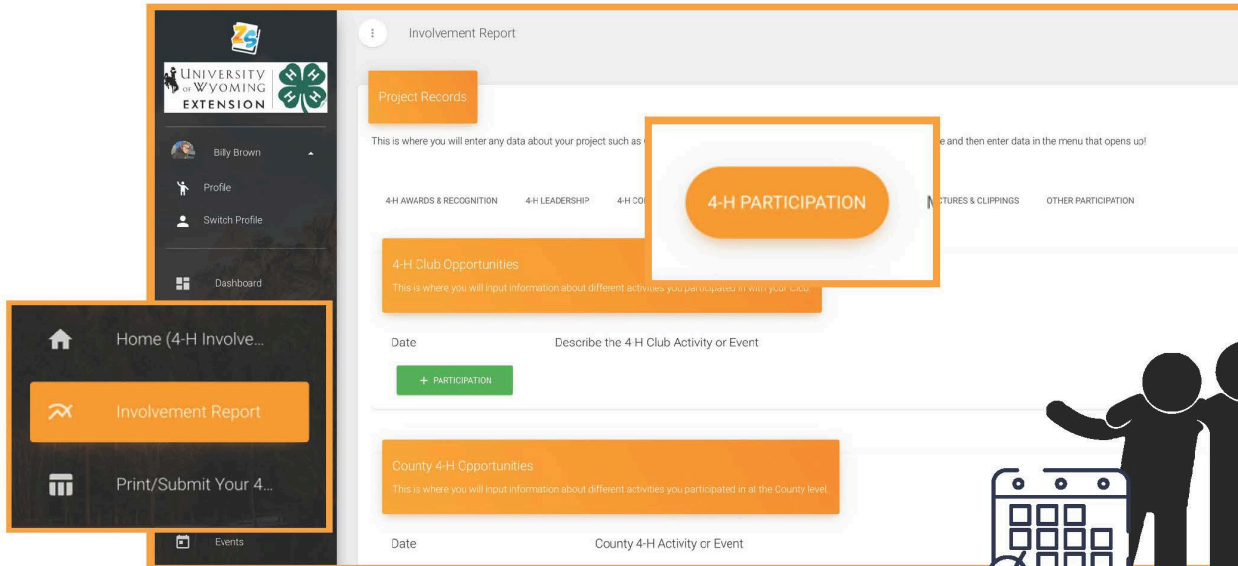 ZS
UNIVERSITY
OF WYOMING
EXTENSION
H H H H
Billy Brown
Profile
Switch Profile
Dashboard
Home (4-H Involve...
Involvement Report
Print/Submit Your 4...
Events
Involvement Report
Project Records
This is where you will enter any data about your project such as
e and then enter data in the menu that opens up!
4-H AWARDS & RECOGNITION
4-H LEADERSHIP
4-H CO
4-H PARTICIPATION
CTURES & CLIPPINGS
OTHER PARTICIPATION
4-H Club Opportunities
This is where you will input information about different activities you participated in with your Club.
Date
Describe the 4 H Club Activity or Event
+ PARTICIPATION
County 4-H Opportunities
This is where you will input information about different activities you participated in at the County level.
Date
County 4-H Activity or Event